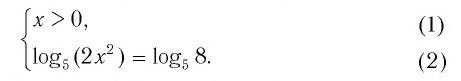 x > 0, (1)
log₅(2x²) = log₅ 8. (2)